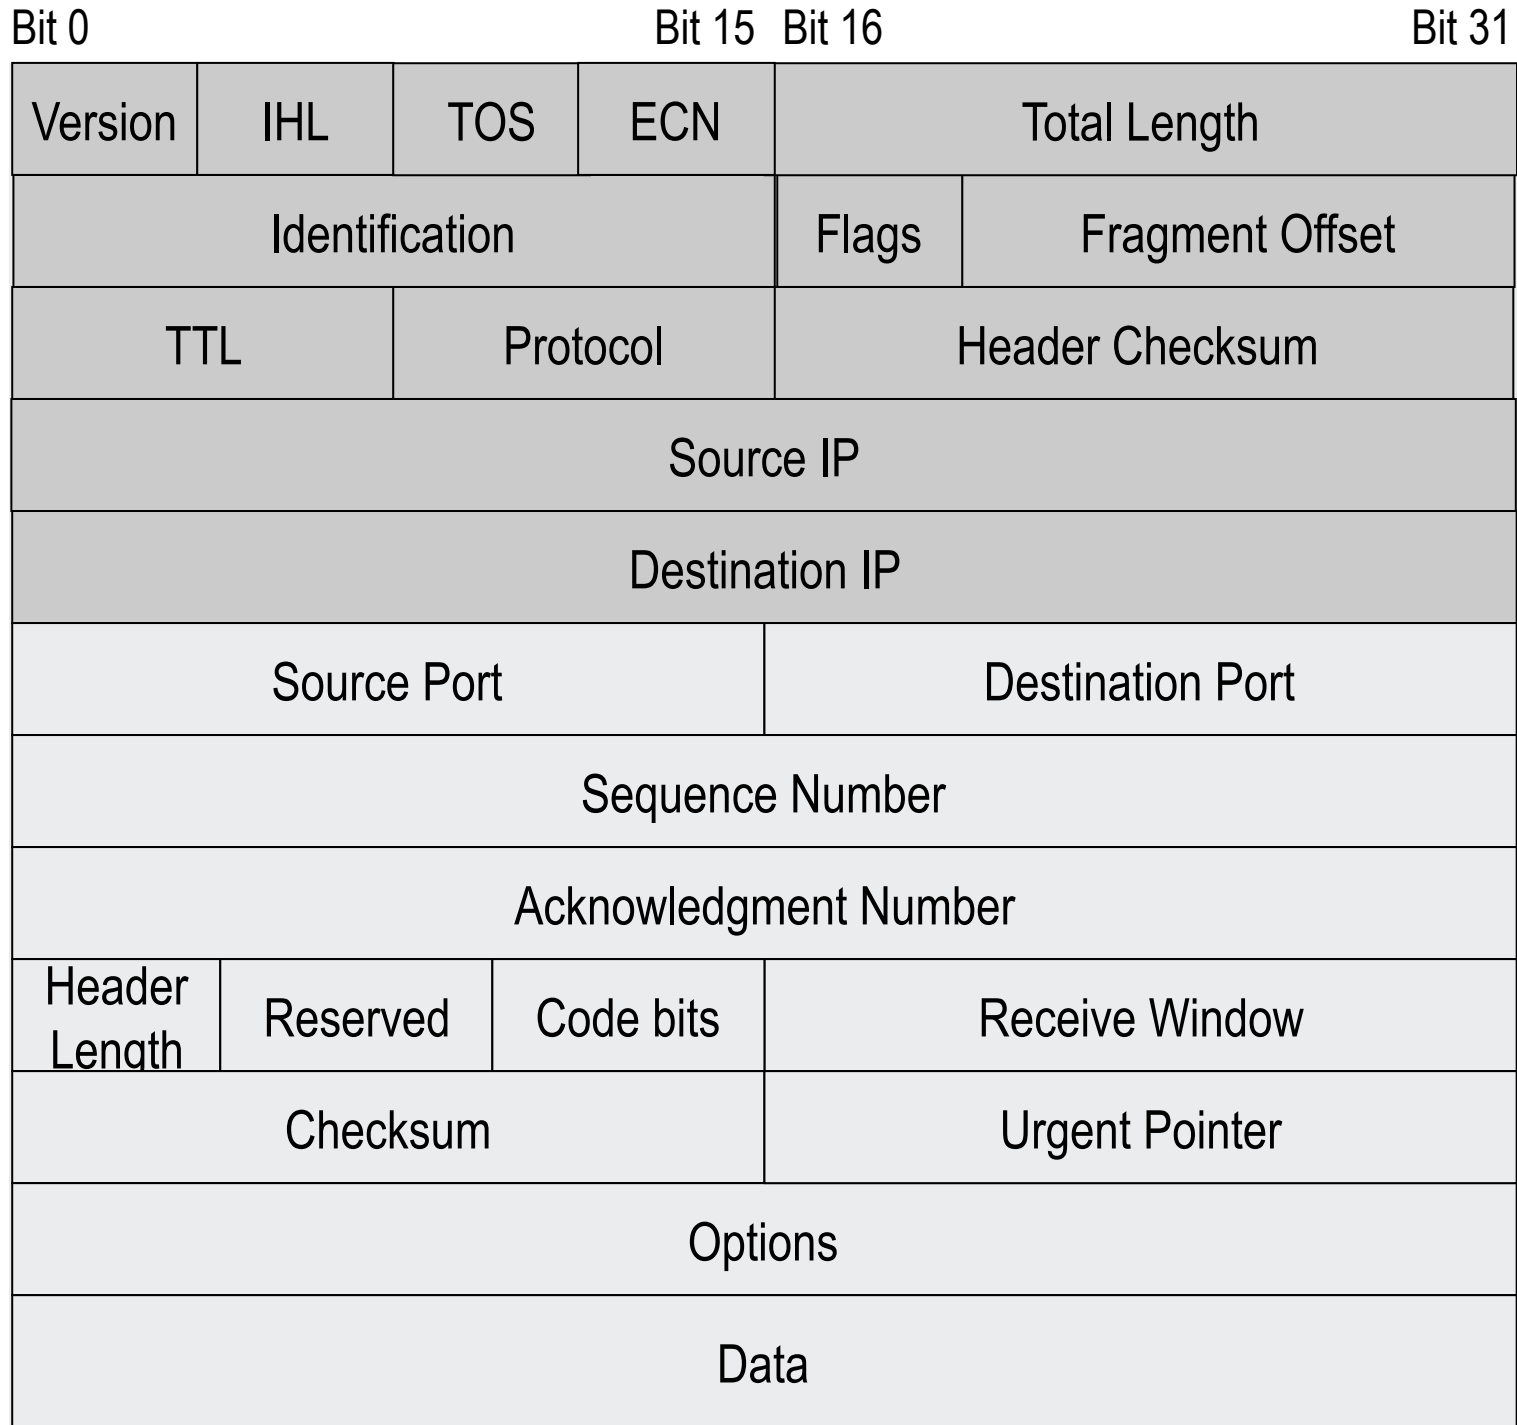 Bit 0 Bit 15 Bit 16 Bit 31
Version IHL TOS ECN Total Length
Identification Flags Fragment Offset
TTL Protocol Header Checksum
Source IP
Destination IP
Source Port Destination Port
Sequence Number
Acknowledgment Number
Header
Length Reserved Code bits Receive Window
Checksum Urgent Pointer
Options
Data